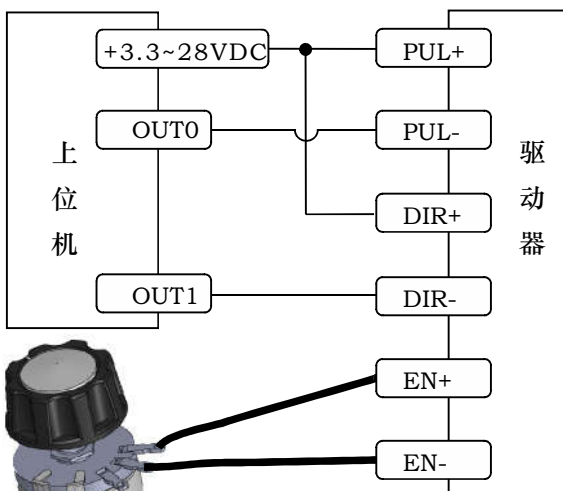 +3.3~28VDC
PUL+
OUT0
PUL-
上位机
驱动器
DIR+
OUT1
DIR-
EN+
EN-